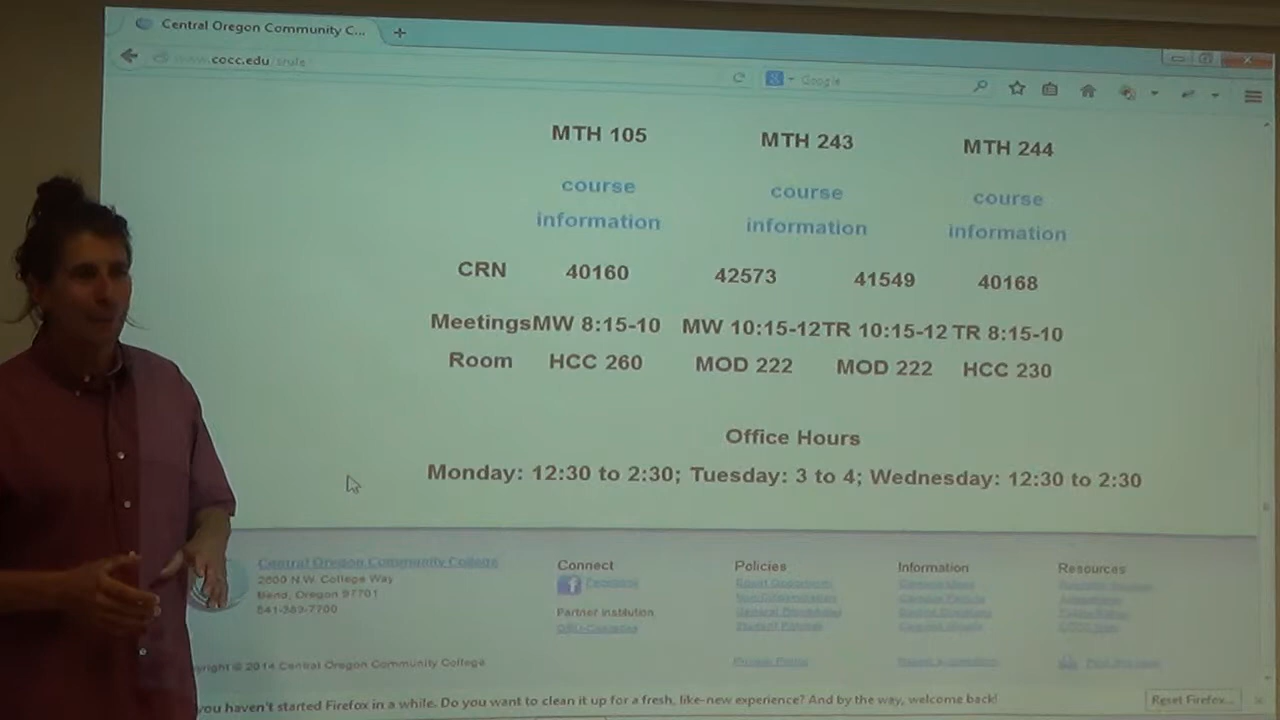 Central Oregon Community C...
www.cocc.edu
Google
MTH 105 MTH 243 MTH 244
course course course
information information information
CRN 40160 42573 41549 40168
Meetings MW 8:15-10 MW 10:15-12 TR 10:15-12 TR 8:15-10
Room HCC 260 MOD 222 MOD 222 HCC 230
Office Hours
Monday: 12:30 to 2:30; Tuesday: 3 to 4; Wednesday: 12:30 to 2:30
Central Oregon Community College Connect Policies Information Resources
2600 N.W. College Way Facebook
Bend, Oregon 97701
541-383-7700 Partner Institution
yright © 2014 Central Oregon Community College
you haven't started Firefox in a while. Do you want to clean it up for a fresh, like-new experience? And by the way, welcome back! Reset Firefox...